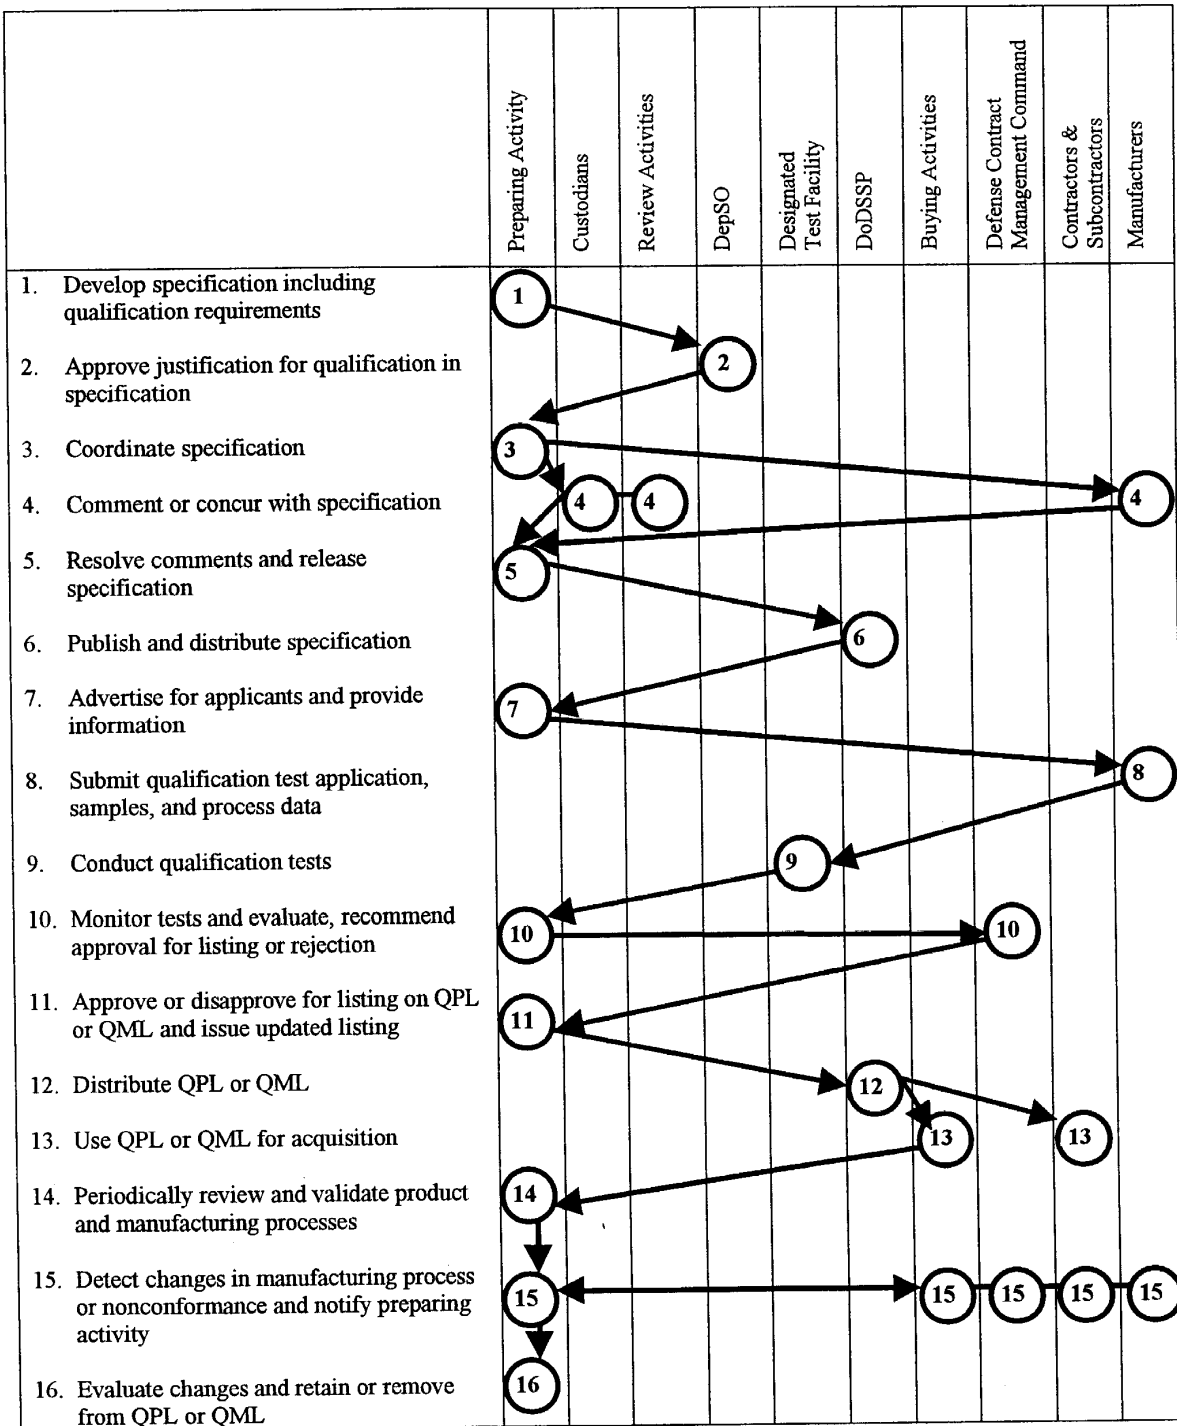 Preparing Activity
Custodians
Review Activities
DepSO
Designated
Test Facility
DoDSSP
Buying Activities
Defense Contract
Management Command
Contractors &
Subcontractors
Manufacturers
1. Develop specification including
qualification requirements
1
2. Approve justification for qualification in
specification
2
3. Coordinate specification
3
4. Comment or concur with specification
4 4 4
5. Resolve comments and release
specification
5
6. Publish and distribute specification
6
7. Advertise for applicants and provide
information
7
8. Submit qualification test application,
samples, and process data
8
9. Conduct qualification tests
9
10. Monitor tests and evaluate, recommend
approval for listing or rejection
10 10
11. Approve or disapprove for listing on QPL
or QML and issue updated listing
11
12. Distribute QPL or QML
12
13. Use QPL or QML for acquisition
13 13
14. Periodically review and validate product
and manufacturing processes
14
15. Detect changes in manufacturing process
or nonconformance and notify preparing
activity
15 15 15 15 15
16. Evaluate changes and retain or remove
from QPL or QML
16